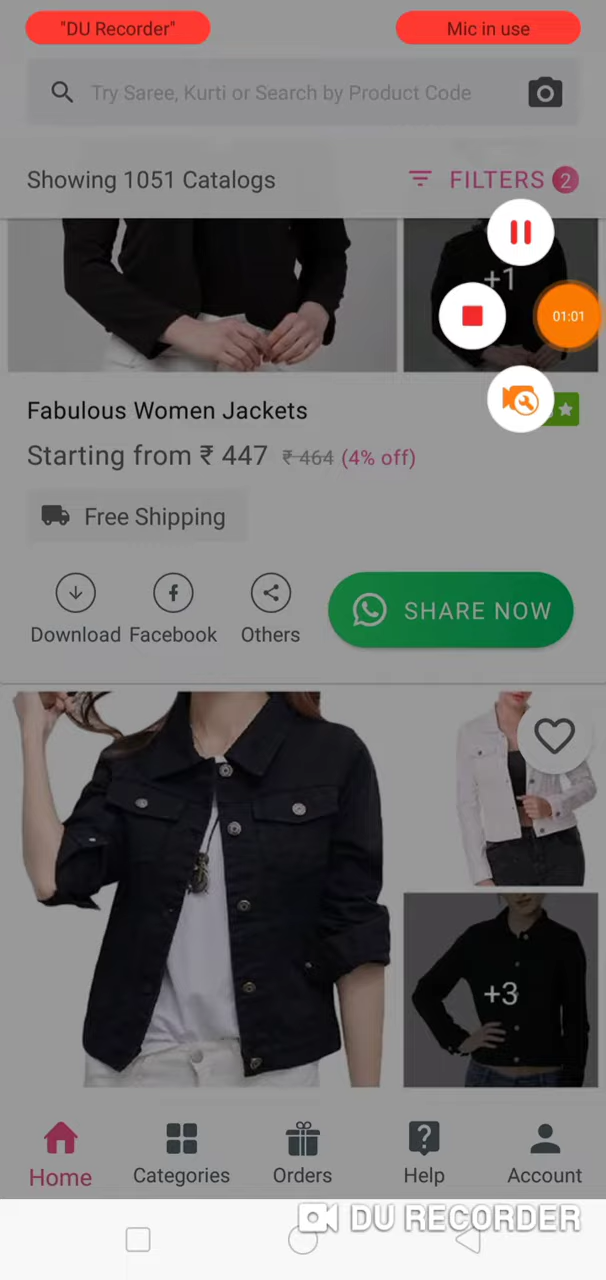 "DU Recorder" Mic in use
Try Saree, Kurti or Search by Product Code
Showing 1051 Catalogs FILTERS 2
+1
01:01
Fabulous Women Jackets
Starting from ₹ 447 ₹ 464 (4% off)
Free Shipping
Download Facebook Others SHARE NOW
+3
Home Categories Orders Help Account
DU RECORDER